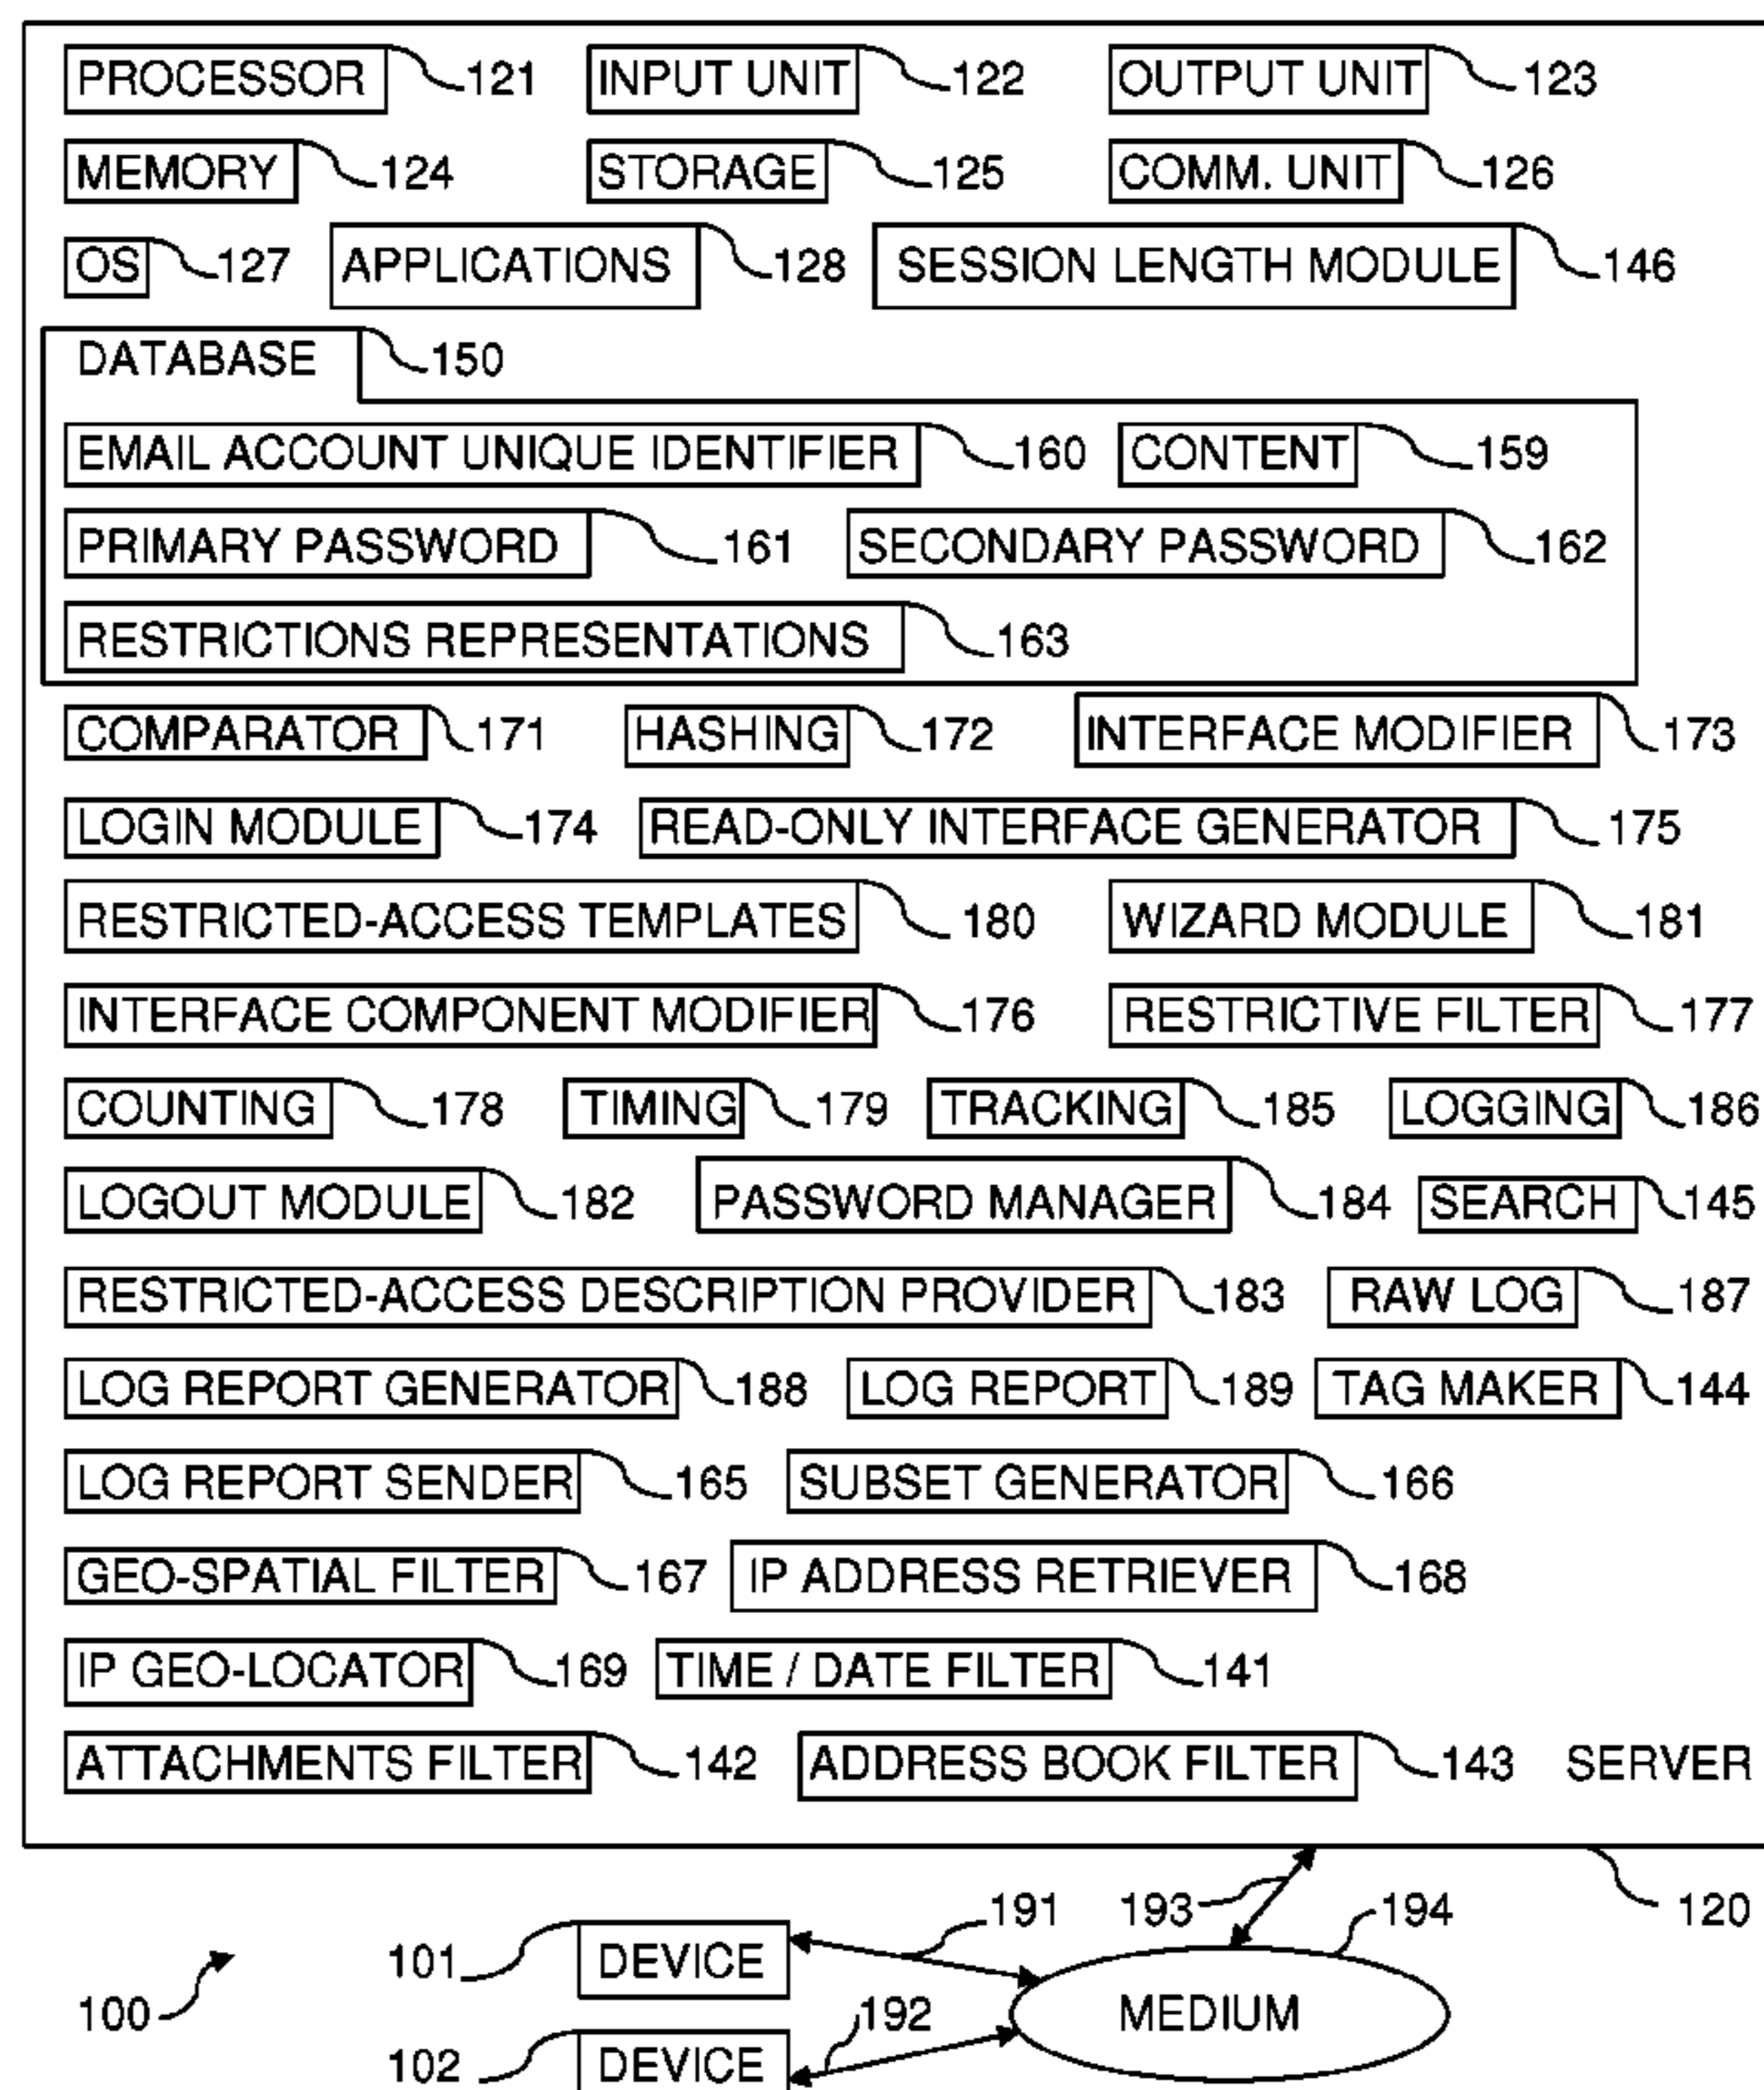 PROCESSOR 121 INPUT UNIT 122 OUTPUT UNIT 123
MEMORY 124 STORAGE 125 COMM. UNIT 126
OS 127 APPLICATIONS 128 SESSION LENGTH MODULE 146
DATABASE 150
EMAIL ACCOUNT UNIQUE IDENTIFIER 160 CONTENT 159
PRIMARY PASSWORD 161 SECONDARY PASSWORD 162
RESTRICTIONS REPRESENTATIONS 163
COMPARATOR 171 HASHING 172 INTERFACE MODIFIER 173
LOGIN MODULE 174 READ-ONLY INTERFACE GENERATOR 175
RESTRICTED-ACCESS TEMPLATES 180 WIZARD MODULE 181
INTERFACE COMPONENT MODIFIER 176 RESTRICTIVE FILTER 177
COUNTING 178 TIMING 179 TRACKING 185 LOGGING 186
LOGOUT MODULE 182 PASSWORD MANAGER 184 SEARCH 145
RESTRICTED-ACCESS DESCRIPTION PROVIDER 183 RAW LOG 187
LOG REPORT GENERATOR 188 LOG REPORT 189 TAG MAKER 144
LOG REPORT SENDER 165 SUBSET GENERATOR 166
GEO-SPATIAL FILTER 167 IP ADDRESS RETRIEVER 168
IP GEO-LOCATOR 169 TIME / DATE FILTER 141
ATTACHMENTS FILTER 142 ADDRESS BOOK FILTER 143 SERVER
191 193 194 120
101 DEVICE
100 192 MEDIUM
102 DEVICE